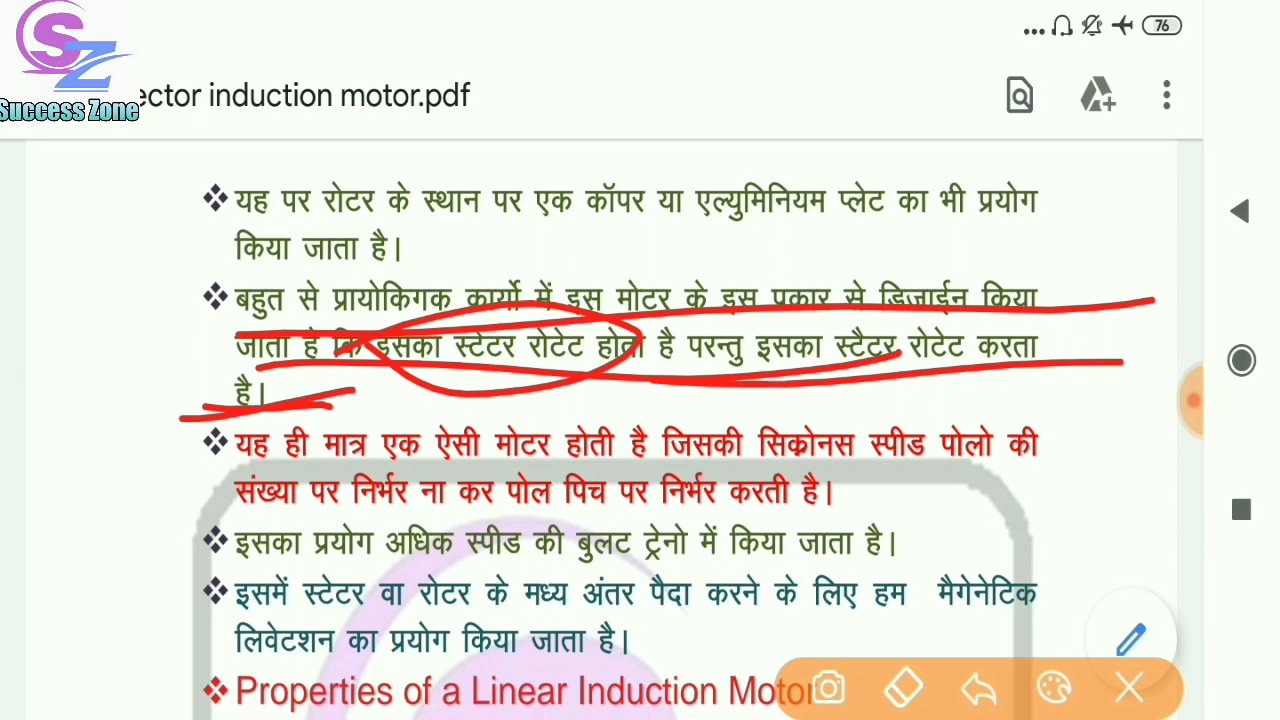 SZ
Success Zone
... 76
ector induction motor.pdf
❖ यह पर रोटर के स्थान पर एक कॉपर या एल्युमिनियम प्लेट का भी प्रयोग
किया जाता है।
❖ बहुत से प्रायोकिगक कार्यो में इस मोटर के इस प्रकार से डिजाईन किया
जाता है कि इसका स्टेटर रोटेट होता है परन्तु इसका स्टैटर रोटेट करता
है।
❖ यह ही मात्र एक ऐसी मोटर होती है जिसकी सिक्रोनस स्पीड पोलो की
संख्या पर निर्भर ना कर पोल पिच पर निर्भर करती है।
❖ इसका प्रयोग अधिक स्पीड की बुलट ट्रेनो में किया जाता है।
❖ इसमें स्टेटर वा रोटर के मध्य अंतर पैदा करने के लिए हम मैगेनेटिक
लिवेटशन का प्रयोग किया जाता है।
❖ Properties of a Linear Induction Motor